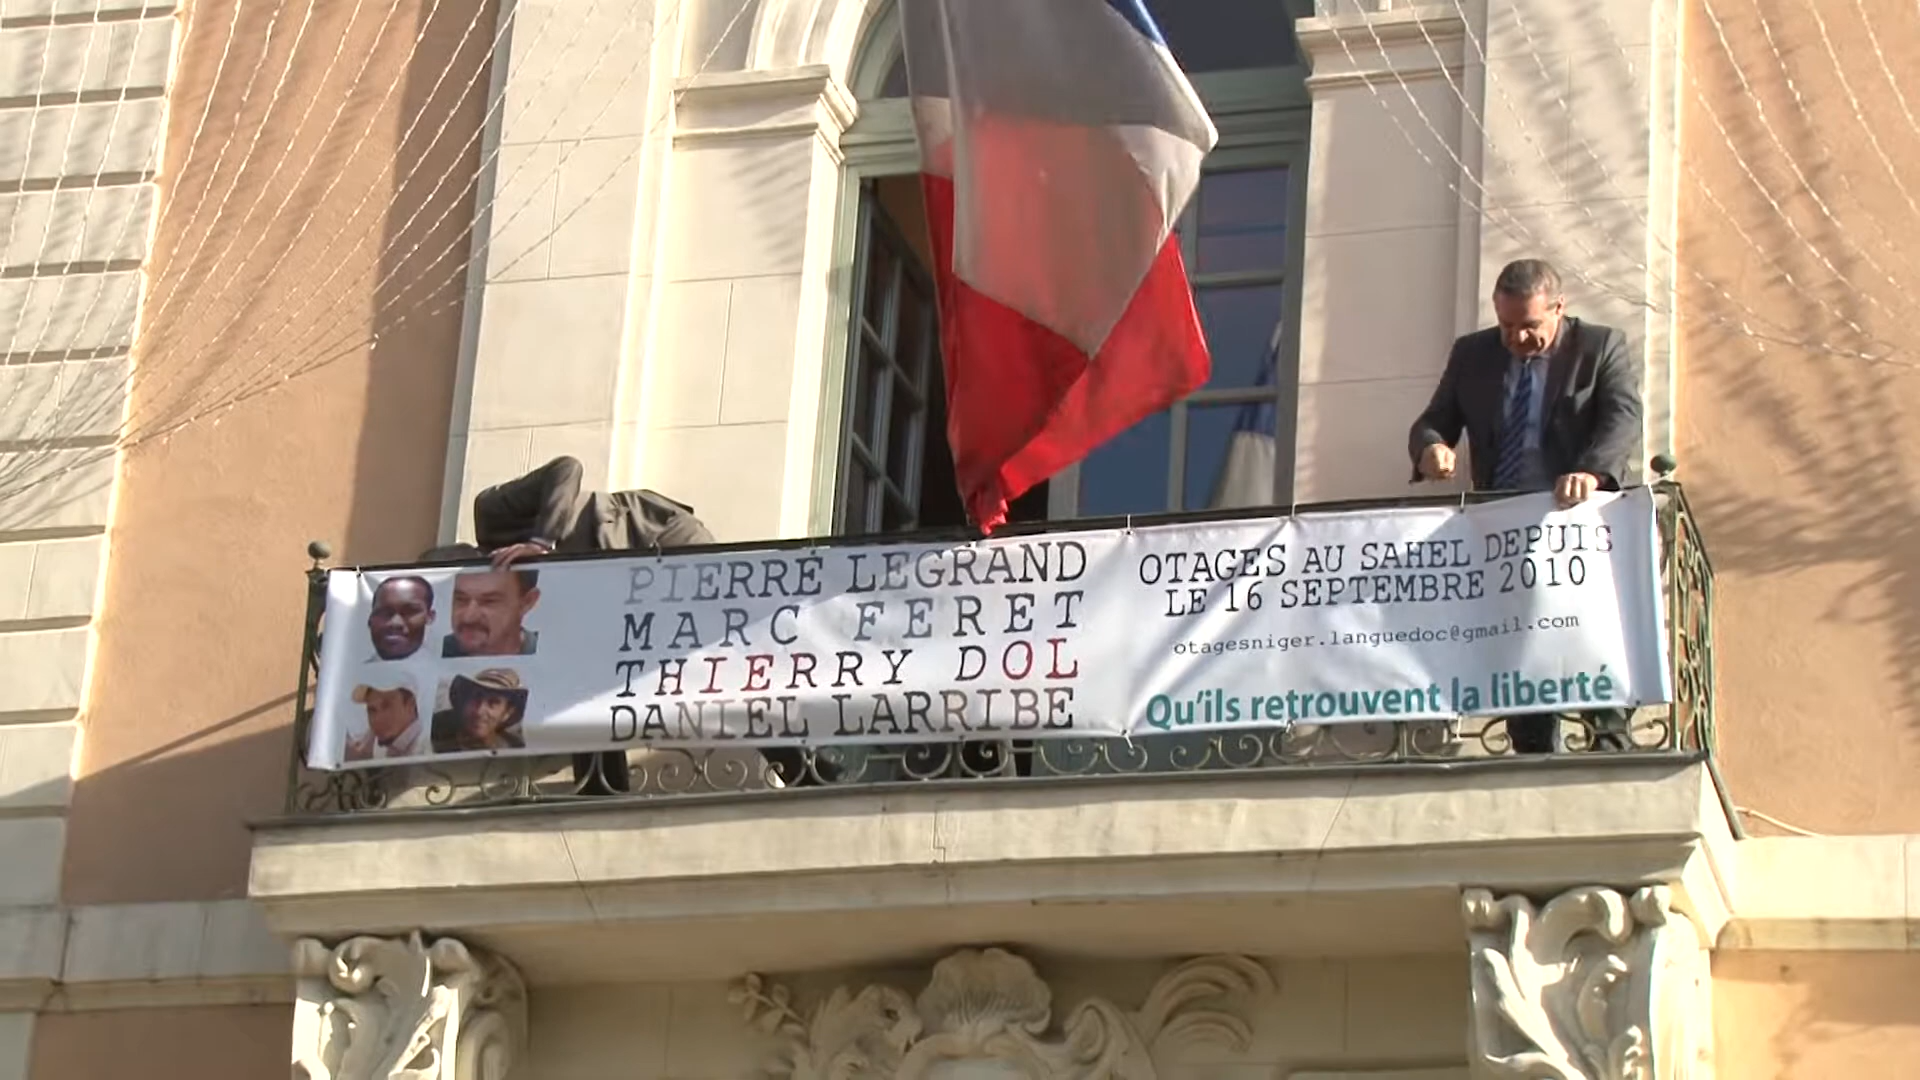 PIERRE LEGRAND
MARC FERET
THIERRY DOL
DANIEL LARRIBE
OTAGES AU SAHEL DEPUIS
LE 16 SEPTEMBRE 2010
otagesniger.languedoc@gmail.com
Qu'ils retrouvent la liberté